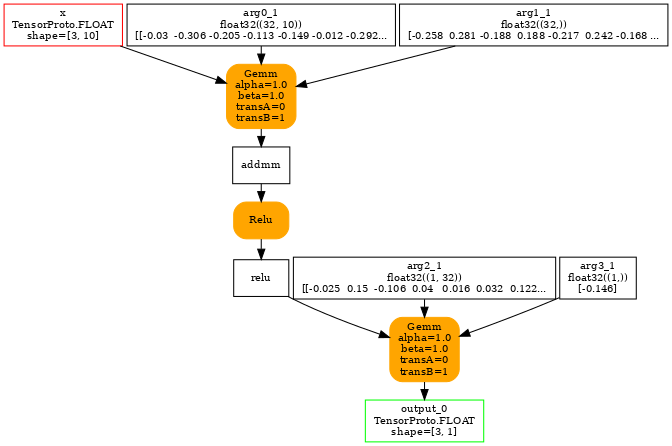 x
TensorProto.FLOAT
shape=[3, 10]
arg0_1
float32((32, 10))
[[-0.03 -0.306 -0.205 -0.113 -0.149 -0.012 -0.292...
arg1_1
float32((32,))
[-0.258 0.281 -0.188 0.188 -0.217 0.242 -0.168 ...
Gemm
alpha=1.0
beta=1.0
transA=0
transB=1
addmm
Relu
relu
arg2_1
float32((1, 32))
[[-0.025 0.15 -0.106 0.04 0.016 0.032 0.122...
arg3_1
float32((1,))
[-0.146]
Gemm
alpha=1.0
beta=1.0
transA=0
transB=1
output_0
TensorProto.FLOAT
shape=[3, 1]